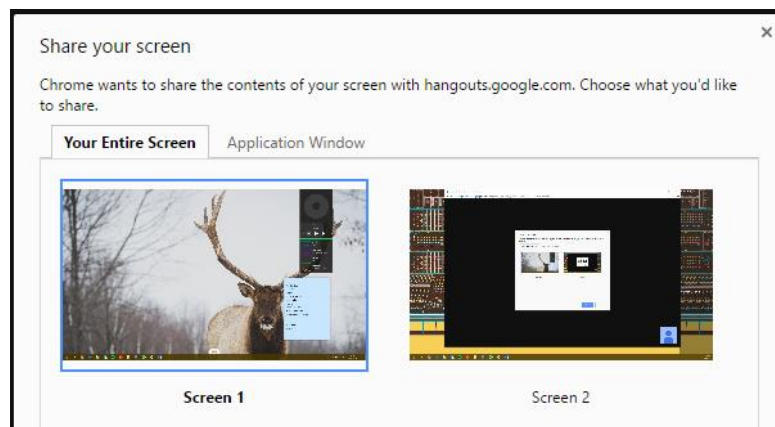 Share your screen
Chrome wants to share the contents of your screen with hangouts.google.com. Choose what you'd like
to share.
Your Entire Screen Application Window
Screen 1 Screen 2